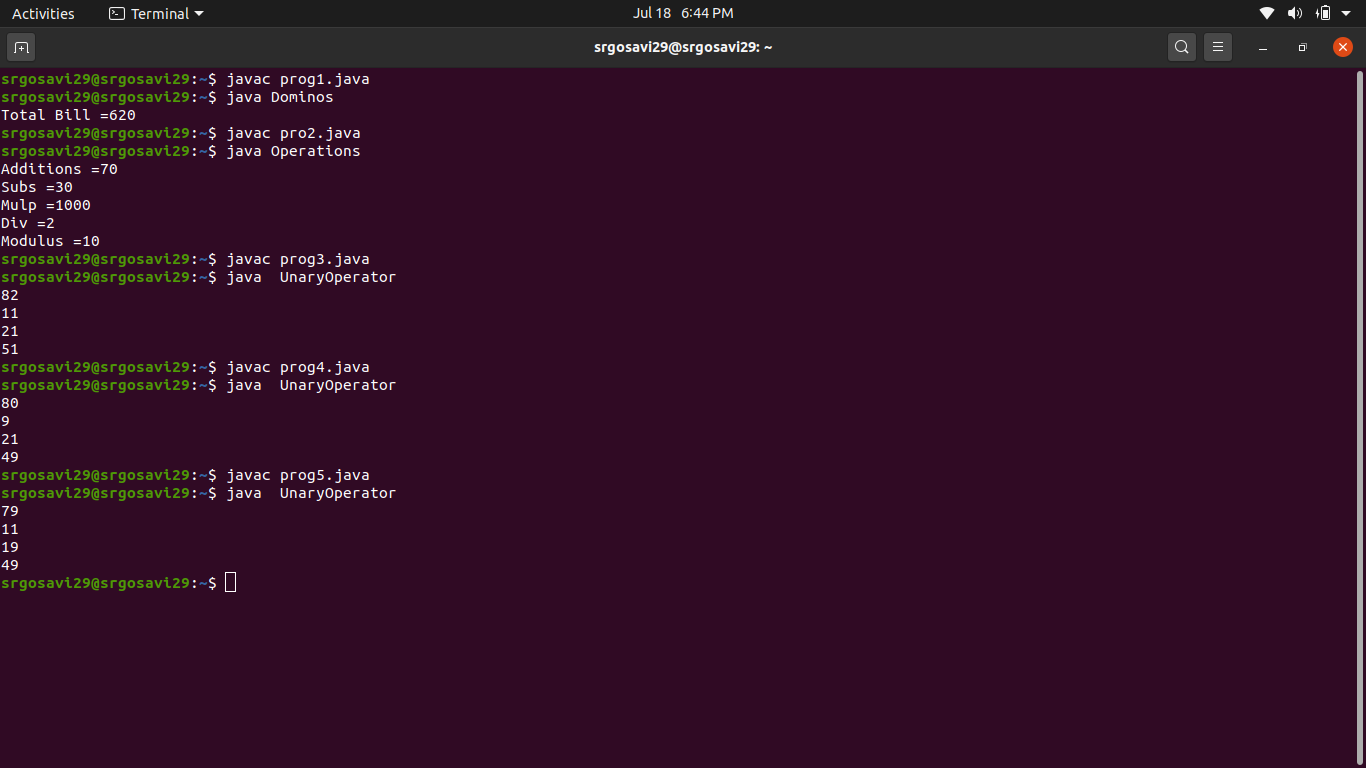 Activities Terminal Jul 18 6:44 PM
srgosavi29@srgosavi29: ~
srgosavi29@srgosavi29:~$ javac prog1.java
srgosavi29@srgosavi29:~$ java Dominos
Total Bill =620
srgosavi29@srgosavi29:~$ javac pro2.java
srgosavi29@srgosavi29:~$ java Operations
Additions =70
Subs =30
Mulp =1000
Div =2
Modulus =10
srgosavi29@srgosavi29:~$ javac prog3.java
srgosavi29@srgosavi29:~$ java  UnaryOperator
82
11
21
51
srgosavi29@srgosavi29:~$ javac prog4.java
srgosavi29@srgosavi29:~$ java  UnaryOperator
80
9
21
49
srgosavi29@srgosavi29:~$ javac prog5.java
srgosavi29@srgosavi29:~$ java  UnaryOperator
79
11
19
49
srgosavi29@srgosavi29:~$